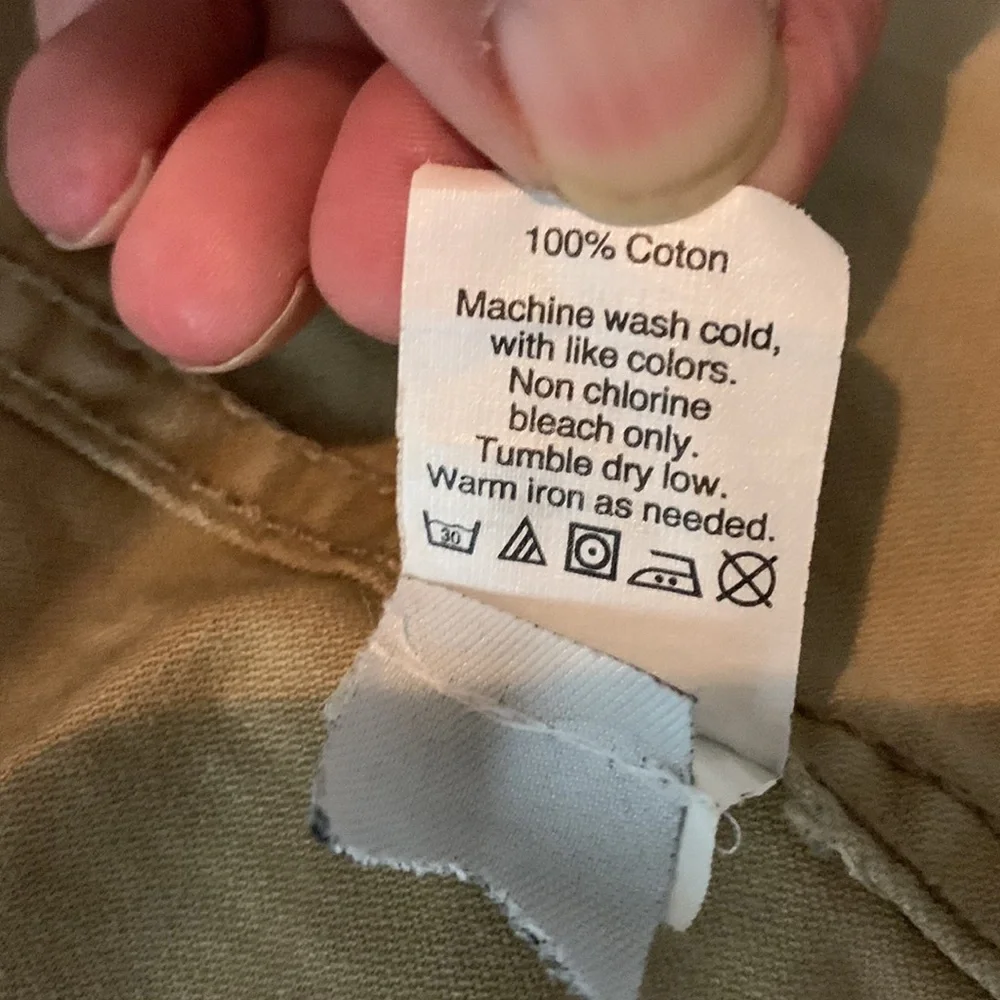 100% Coton
Machine wash cold,
with like colors.
Non chlorine
bleach only.
Tumble dry low.
Warm iron as needed.
30